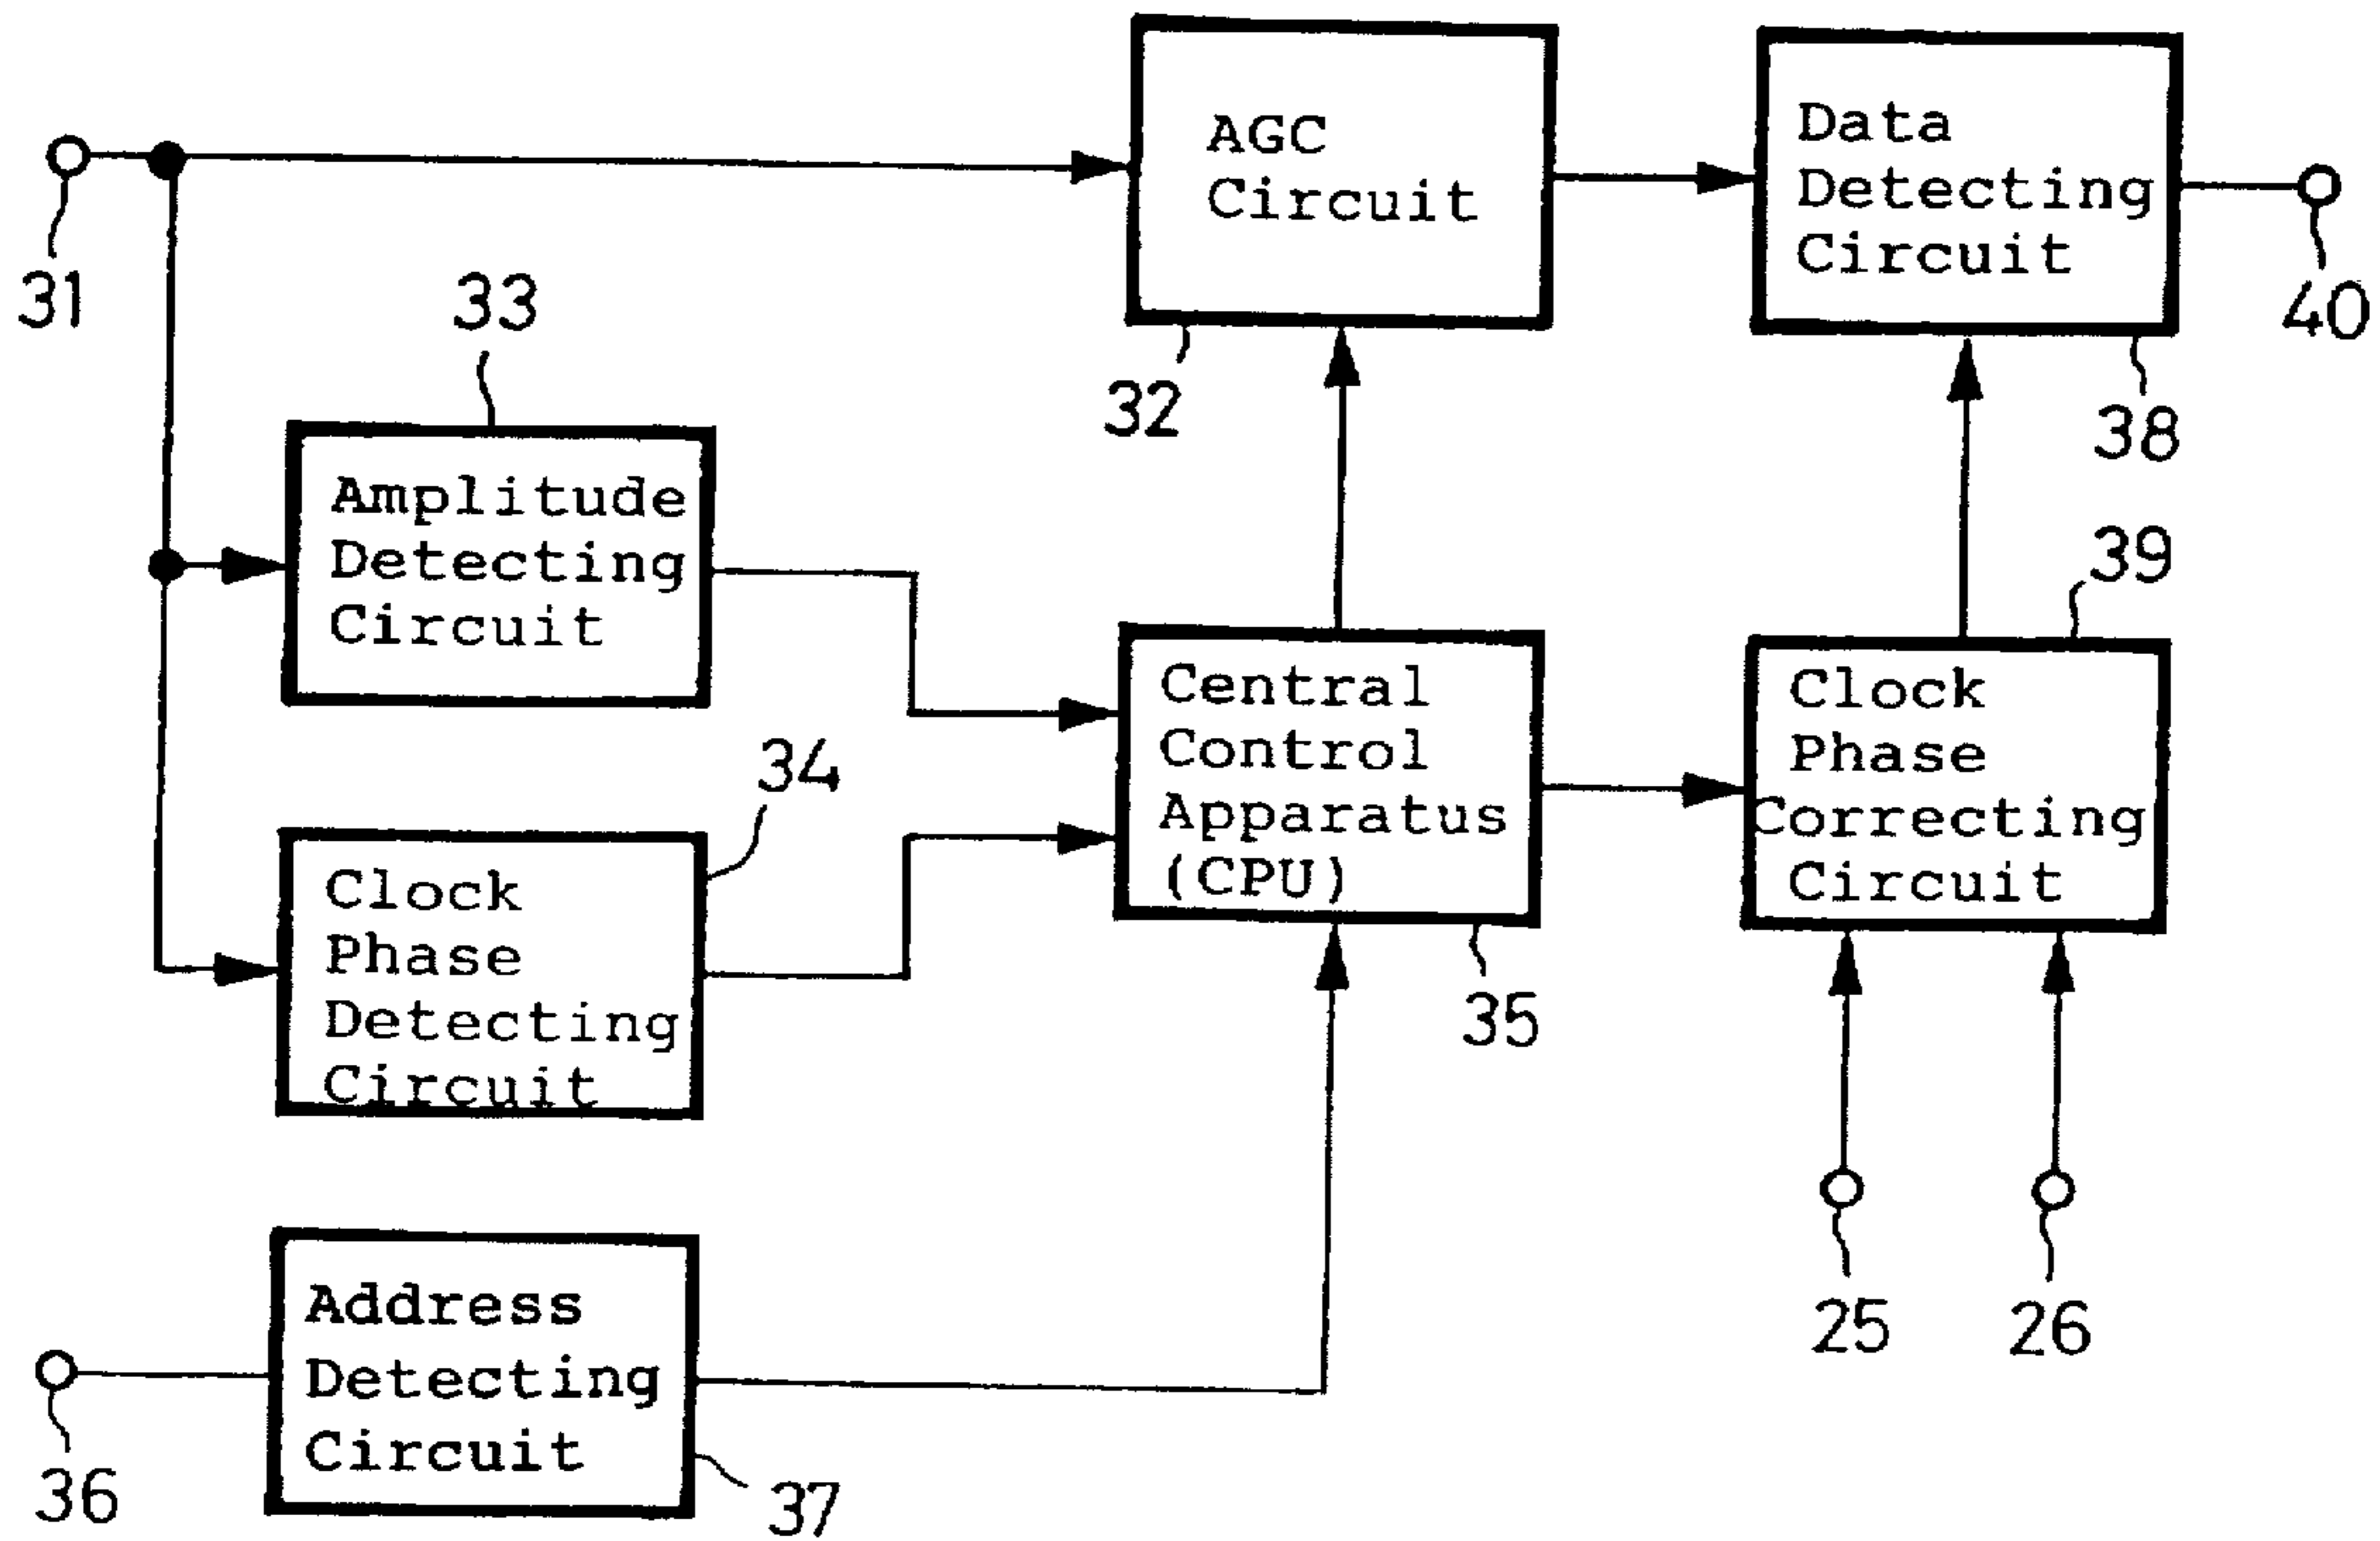 AGC
Circuit
Data
Detecting
Circuit
31
33
32
38
40
Amplitude
Detecting
Circuit
39
34
Central
Control
Apparatus
(CPU)
Clock
Phase
Correcting
Circuit
Clock
Phase
Detecting
Circuit
35
25
26
Address
Detecting
Circuit
36
37